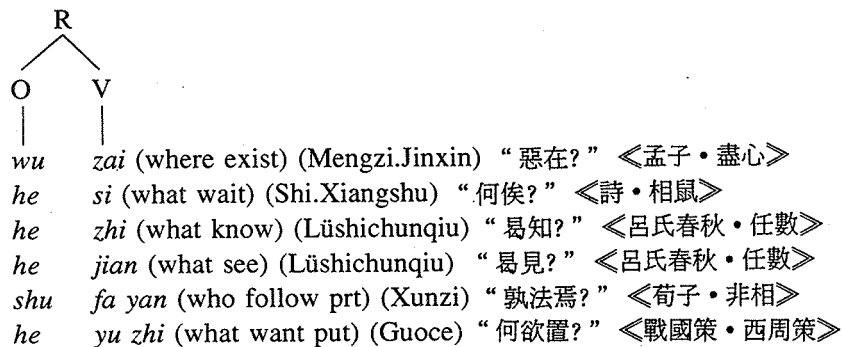 R
O V
wu zai (where exist) (Mengzi.Jinxin) “惡在?” ≪孟子•盡心≫
he si (what wait) (Shi.Xiangshu) “何俟?” ≪詩•相鼠≫
he zhi (what know) (Lüshichunqiu) “曷知?” ≪呂氏春秋•任數≫
he jian (what see) (Lüshichunqiu) “曷見?” ≪呂氏春秋•任數≫
shu fa yan (who follow prt) (Xunzi) “孰法焉?” ≪荀子•非相≫
he yu zhi (what want put) (Guoce) “何欲置?” ≪戰國策•西周策≫